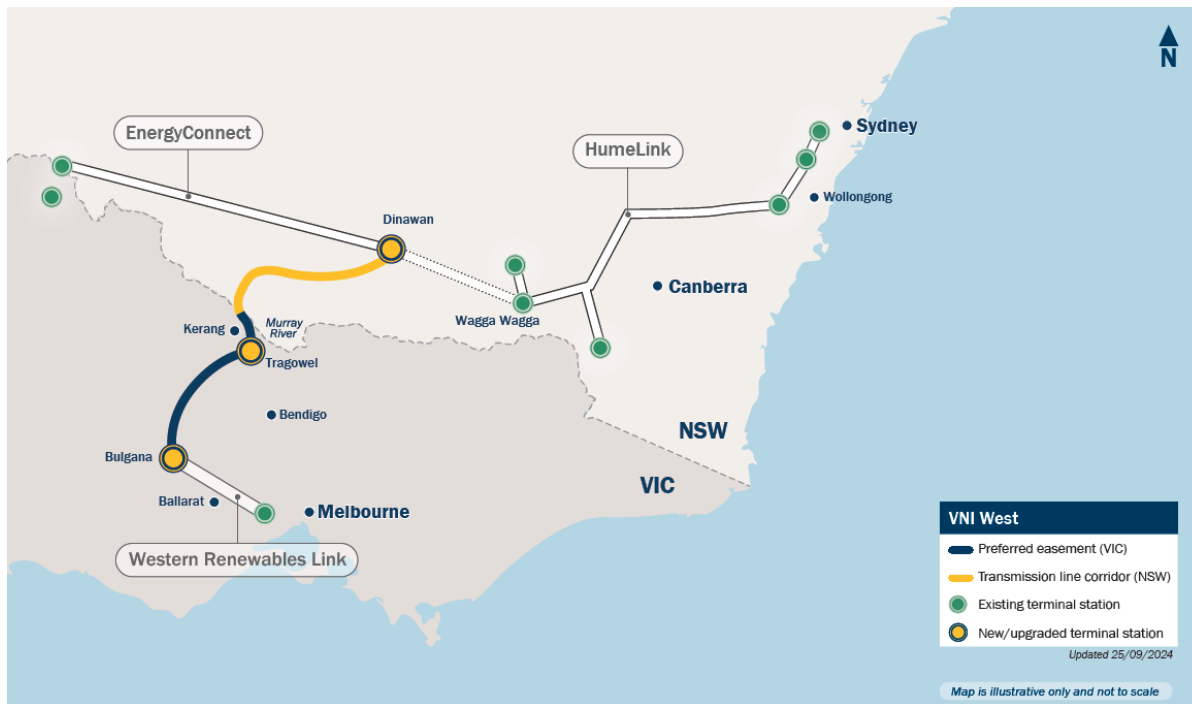 N
EnergyConnect
HumeLink
Sydney
Wollongong
Dinawan
Canberra
Wagga Wagga
Kerang
Murray
River
Tragowel
Bendigo
NSW
Bulgana
VIC
Ballarat
Melbourne
Western Renewables Link
VNI West
Preferred easement (VIC)
Transmission line corridor (NSW)
Existing terminal station
New/upgraded terminal station
Updated 25/09/2024
Map is illustrative only and not to scale